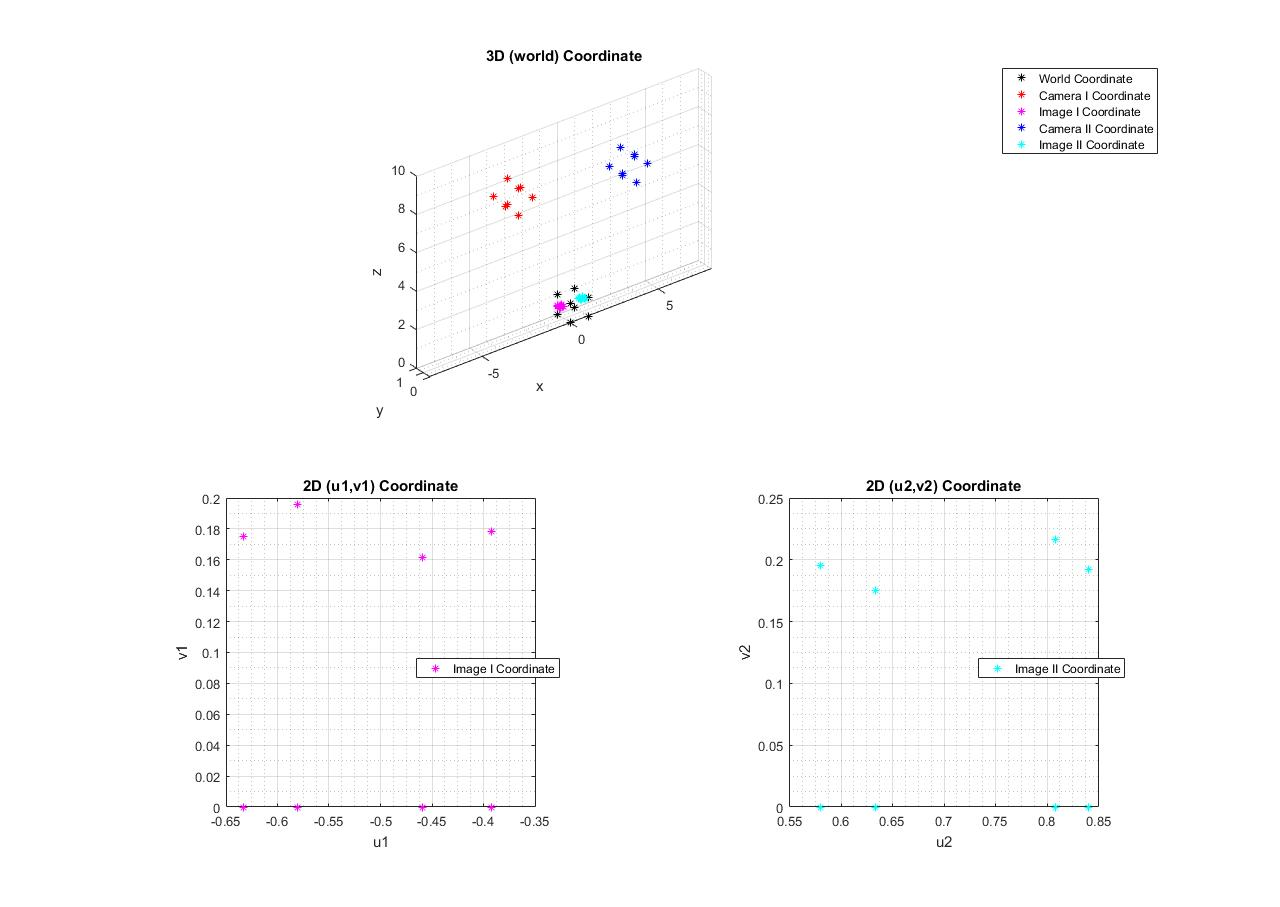 3D (world) Coordinate
World Coordinate
Camera I Coordinate
Image I Coordinate
Camera II Coordinate
Image II Coordinate
10
8
6
4
2
0
z
1
0
y
-5
0
5
x
2D (u1,v1) Coordinate
0.2
0.18
0.16
0.14
0.12
0.1
0.08
0.06
0.04
0.02
0
v1
Image I Coordinate
-0.65 -0.6 -0.55 -0.5 -0.45 -0.4 -0.35
u1
2D (u2,v2) Coordinate
0.25
0.2
0.15
0.1
0.05
0
v2
Image II Coordinate
0.55 0.6 0.65 0.7 0.75 0.8 0.85
u2